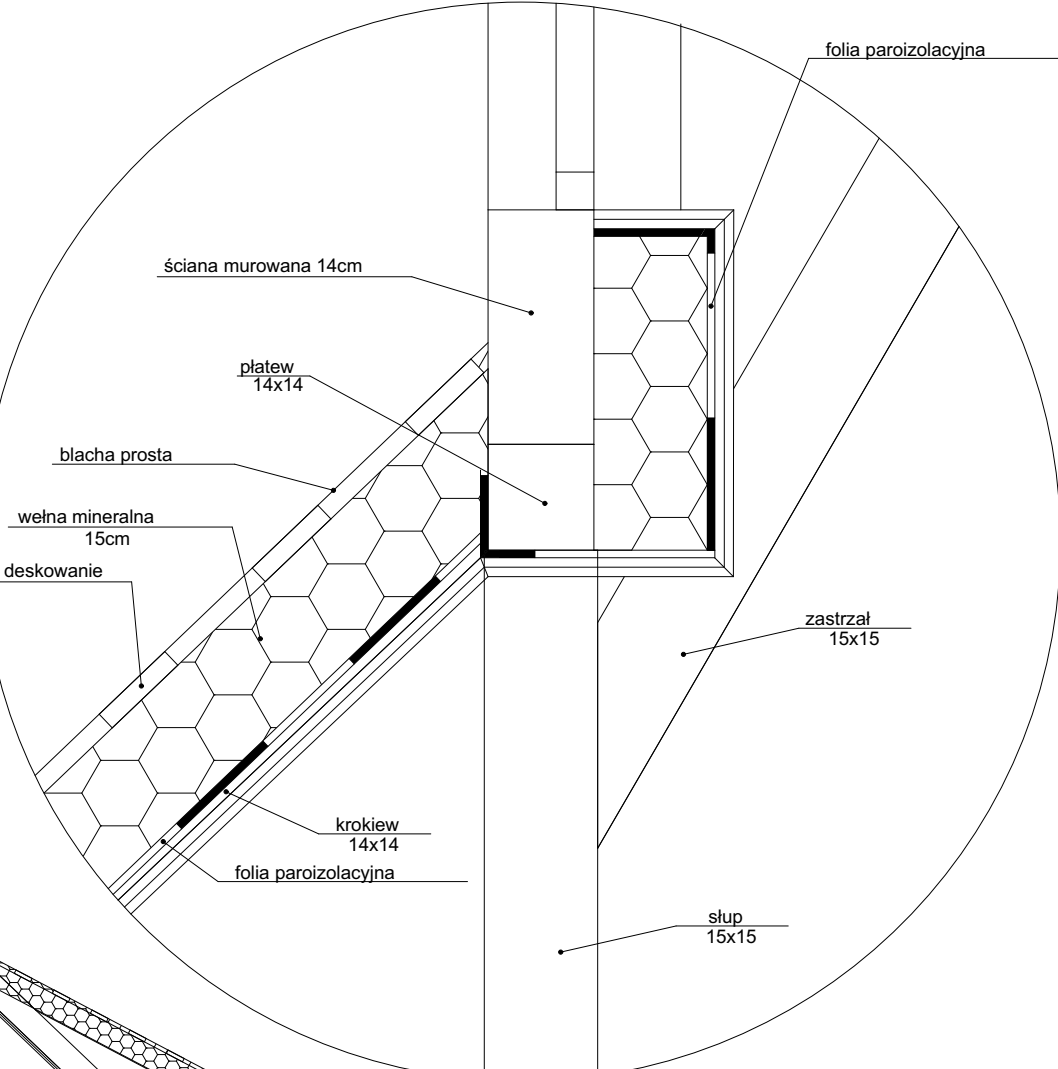 folia paroizolacyjna
ściana murowana 14cm
płatew
14x14
blacha prosta
wełna mineralna
15cm
deskowanie
zastrzał
15x15
krokiew
14x14
folia paroizolacyjna
słup
15x15